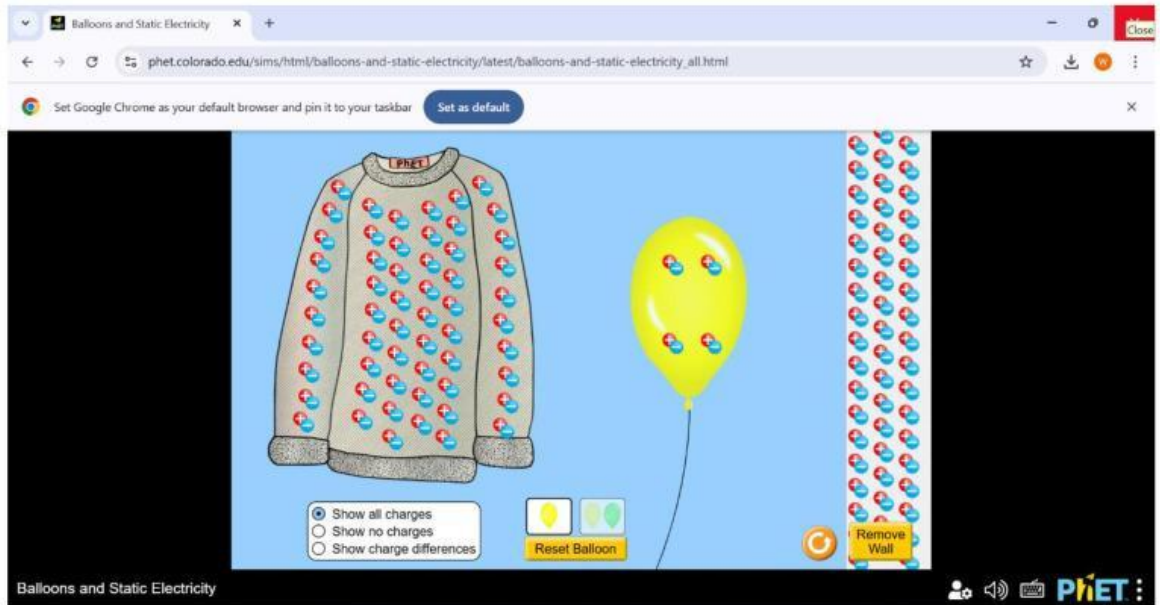 Balloons and Static Electricity
Close
phet.colorado.edu/sims/html/balloons-and-static-electricity/latest/balloons-and-static-electricity_all.html
W
Set Google Chrome as your default browser and pin it to your taskbar
Set as default
PhET
Show all charges
Show no charges
Show charge differences
Reset Balloon
Remove
Wall
Balloons and Static Electricity
PhET